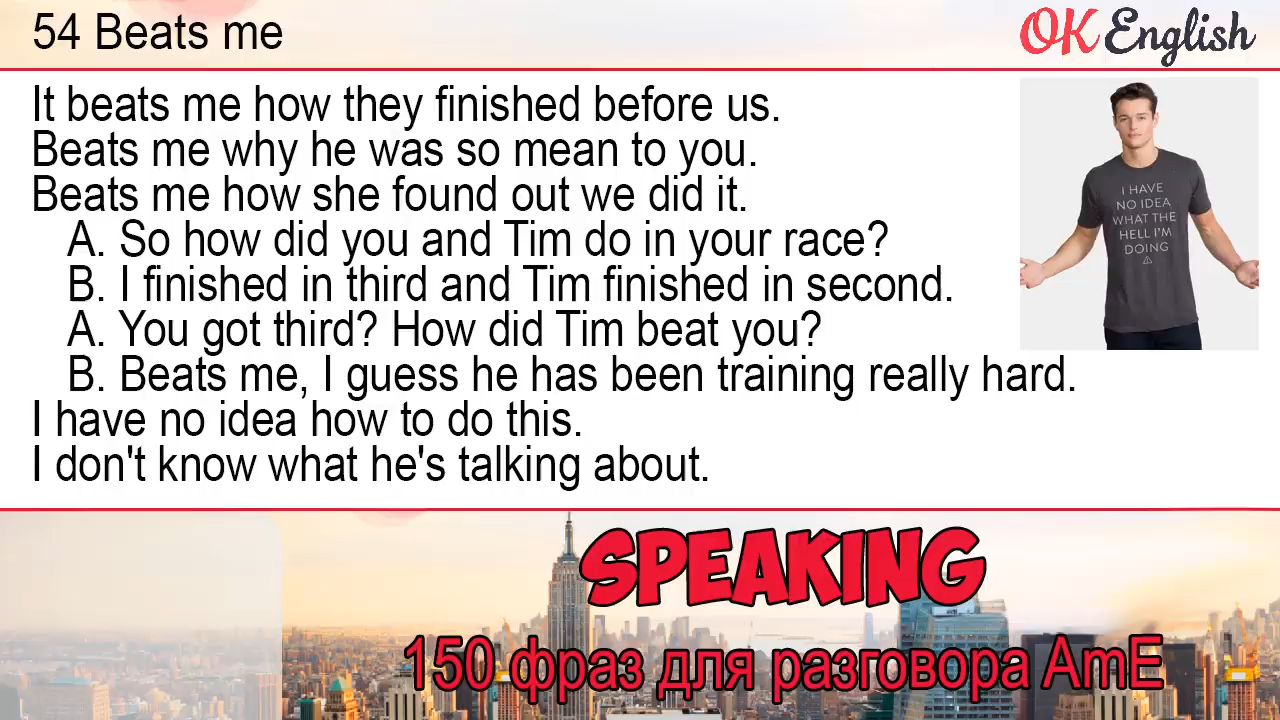 54 Beats me
OK English
It beats me how they finished before us.
Beats me why he was so mean to you.
Beats me how she found out we did it.
A. So how did you and Tim do in your race?
B. I finished in third and Tim finished in second.
A. You got third? How did Tim beat you?
B. Beats me, I guess he has been training really hard.
I have no idea how to do this.
I don't know what he's talking about.
I HAVE
NO IDEA
WHAT THE
HELL I'M
DOING
SPEAKING
150 фраз для разговора AmE